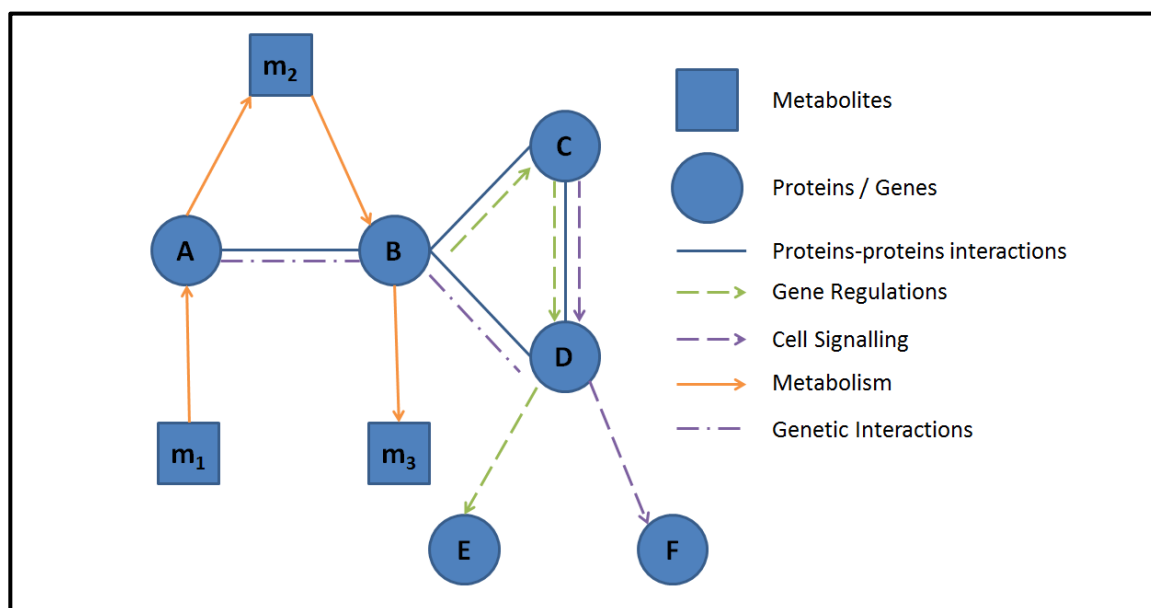 m₂
C
A
B
D
m₁
m₃
E
F
Metabolites
Proteins / Genes
Proteins-proteins interactions
Gene Regulations
Cell Signalling
Metabolism
Genetic Interactions